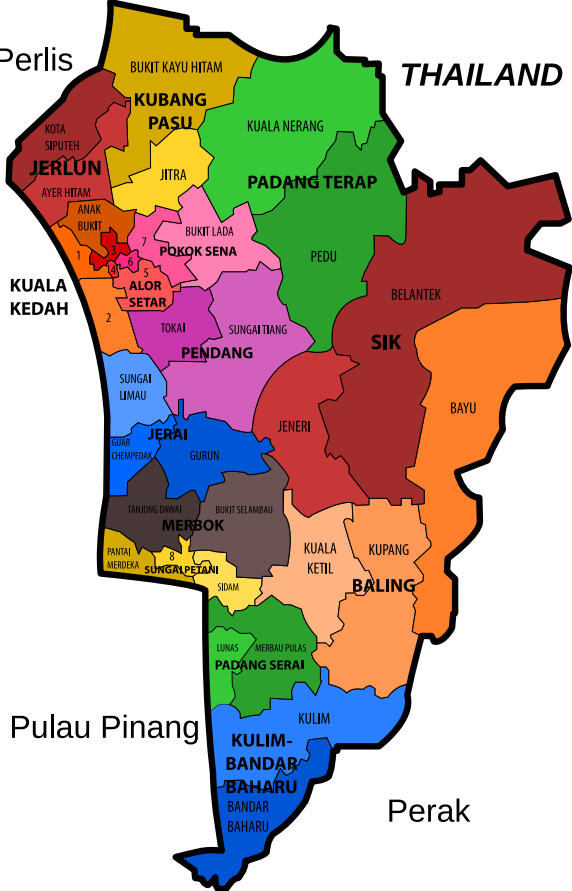 Perlis
BUKIT KAYU HITAM
THAILAND
KUBANG
PASU
KOTA
SIPUTEH
KUALA NERANG
JERLUN
JITRA
PADANG TERAP
AYER HITAM
ANAK
BUKIT
BUKIT LADA
7
POKOK SENA
1
3
6
4
5
PEDU
KUALA
KEDAH
ALOR
SETAR
BELANTEK
2
TOKAI
SUNGAI TIANG
SIK
PENDANG
SUNGAI
LIMAU
BAYU
JENERI
JERAI
GUAR
CHEMPEDAK
GURUN
TANJONG DAWAI
BUKIT SELAMBAU
MERBOK
PANTAI
MERDEKA
8
SUNGAI PETANI
KUALA
KETIL
KUPANG
SIDAM
BALING
LUNAS
MERBAU PULAS
PADANG SERAI
Pulau Pinang
KULIM
KULIM-
BANDAR
BAHARU
BANDAR
BAHARU
Perak